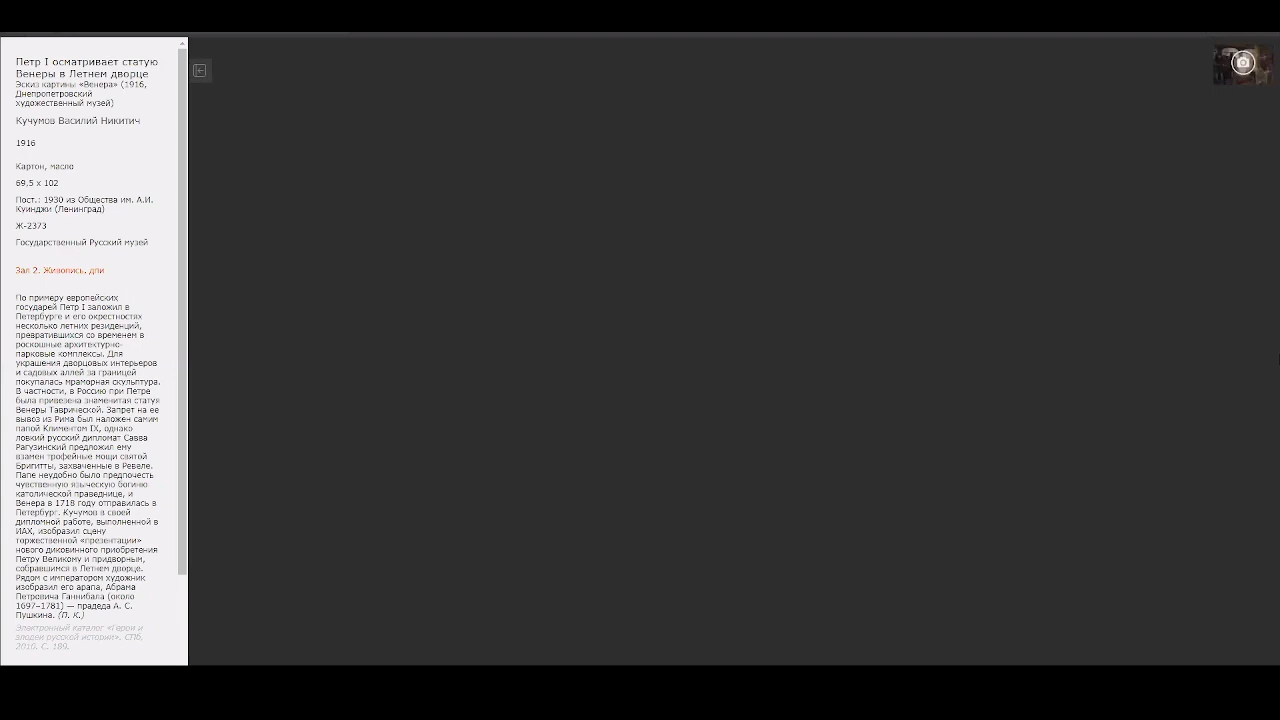 Петр I осматривает статую
Венеры в Летнем дворце
Эскиз картины «Венера» (1916,
Днепропетровский
художественный музей)
Кучумов Василий Никитич
1916
Картон, масло
69,5 x 102
Пост.: 1930 из Общества им. А.И.
Куинджи (Ленинград)
Ж-2373
Государственный Русский музей
Зал 2. Живопись, дпи
По примеру европейских
государей Петр I заложил в
Петербурге и его окрестностях
несколько летних резиденций,
превратившихся со временем в
роскошные архитектурно-
парковые комплексы. Для
украшения дворцовых интерьеров
и садовых аллей за границей
покупалась мраморная скульптура.
В частности, в Россию при Петре
была привезена знаменитая статуя
Венеры Таврической. Запрет на ее
вывоз из Рима был наложен самим
папой Климентом IX, однако
ловкий русский дипломат Савва
Рагузинский предложил ему
взамен трофейные мощи святой
Бригитты, захваченные в Ревеле.
Папе неудобно было предпочесть
чувственную языческую богиню
католической праведнице, и
Венера в 1718 году отправилась в
Петербург. Кучумов в своей
дипломной работе, выполненной в
ИАХ, изобразил сцену
торжественной «презентации»
нового диковинного приобретения
Петру Великому и придворным,
собравшимся в Летнем дворце.
Рядом с императором художник
изобразил его арапа, Абрама
Петровича Ганнибала (около
1697–1781) — прадеда А. С.
Пушкина. (П. К.)
Электронный каталог «Герои и
злодеи русской истории». СПб,
2010. С. 189.